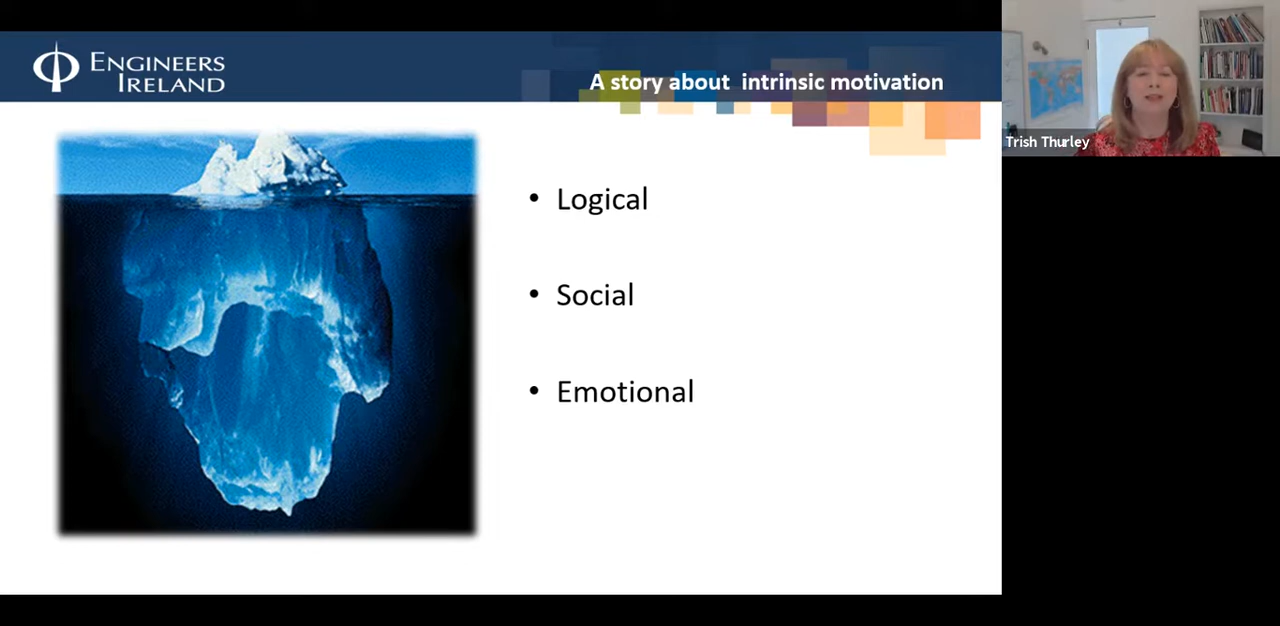 ENGINEERS
IRELAND
A story about  intrinsic motivation
• Logical
• Social
• Emotional
Trish Thurley